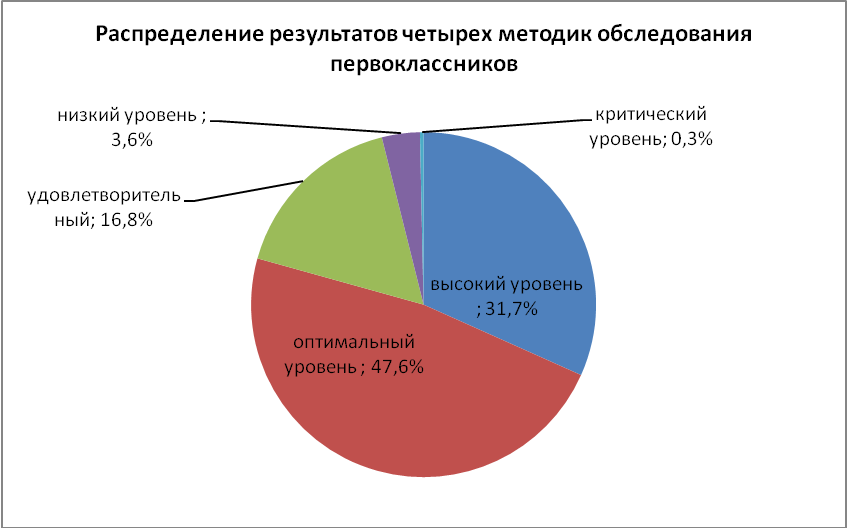 Распределение результатов четырех методик обследования
первоклассников
низкий уровень ;
3,6%
критический
уровень; 0,3%
удовлетворитель
ный; 16,8%
высокий уровень
; 31,7%
оптимальный
уровень ; 47,6%